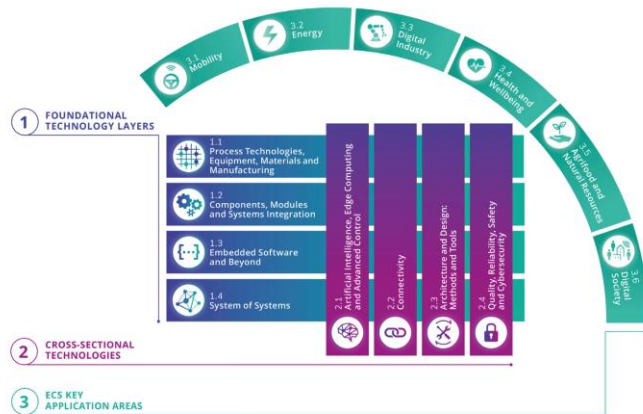 3.1
Mobility
3.2
Energy
3.3
Digital
Industry
3.4
Health and
Wellbeing
3.5
Agrifood and
Natural Resources
3.6
Digital
Society
1
FOUNDATIONAL
TECHNOLOGY LAYERS
1.1
Process Technologies,
Equipment, Materials and
Manufacturing
1.2
Components, Modules
and Systems Integration
1.3
Embedded Software
and Beyond
1.4
System of Systems
2.1
Artificial Intelligence, Edge Computing
and Advanced Control
2.2
Connectivity
2.3
Architecture and Design:
Methods and Tools
2.4
Quality, Reliability, Safety
and Cybersecurity
2
CROSS-SECTIONAL
TECHNOLOGIES
3
ECS KEY
APPLICATION AREAS